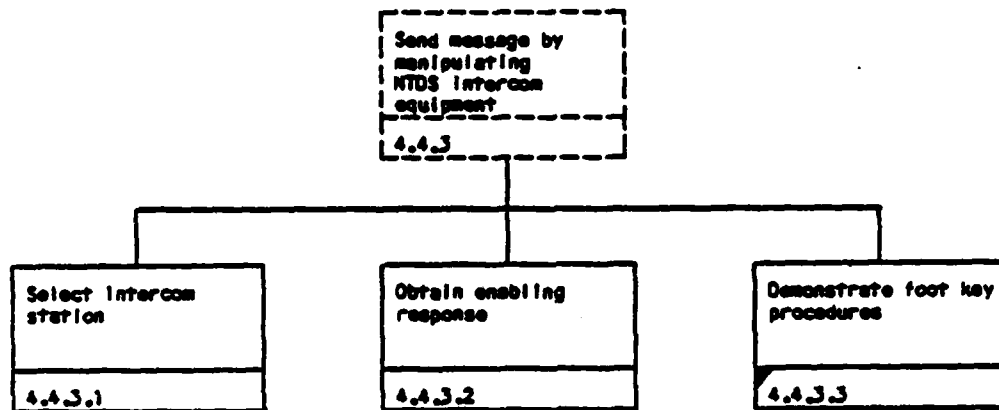 Send message by
manipulating
NTDS intercom
equipment
4.4.3
Select intercom
station
4.4.3.1
Obtain enabling
response
4.4.3.2
Demonstrate foot key
procedures
4.4.3.3